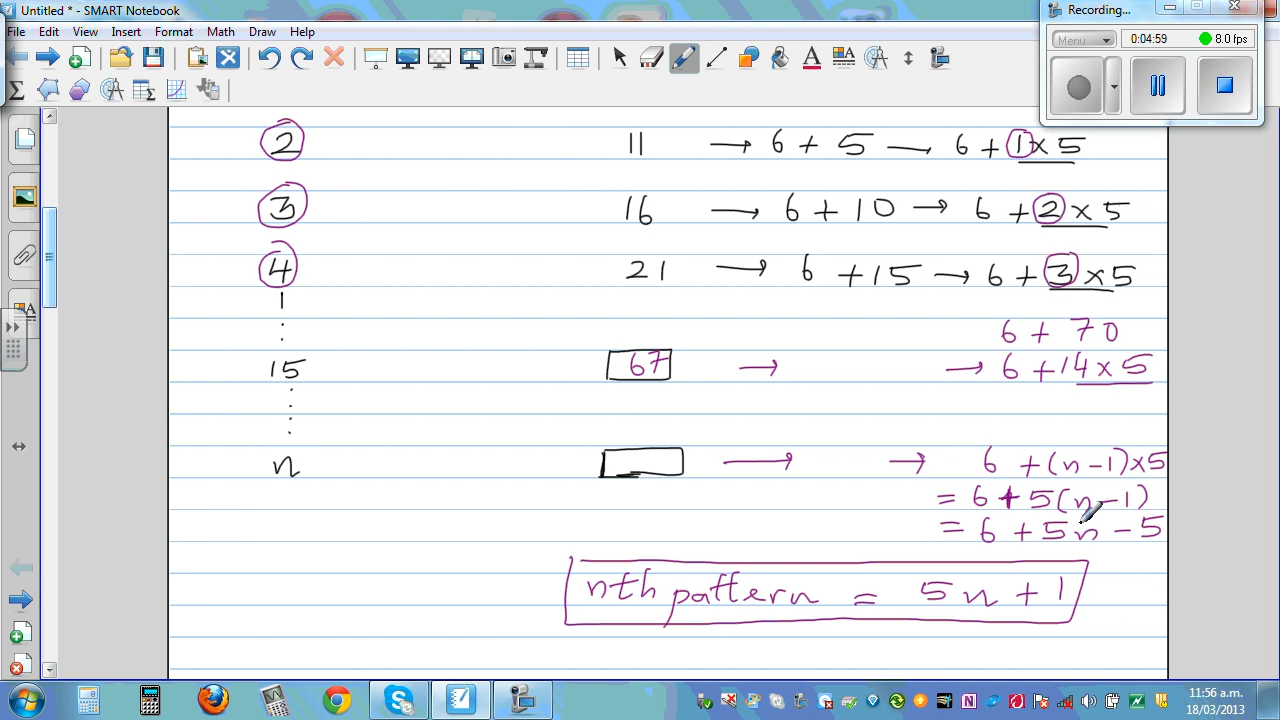 Untitled * - SMART Notebook
Recording...
File Edit View Insert Format Math Draw Help
Menu 0:04:59 8.0 fps
2 11 → 6 + 5 → 6 + 1 × 5
3 16 → 6 + 10 → 6 + 2 × 5
4 21 → 6 + 15 → 6 + 3 × 5
6 + 70
15 67 → → 6 + 14 × 5
n → → 6 + (n - 1) × 5
= 6 + 5(n - 1)
= 6 + 5n - 5
nth pattern = 5n + 1
11:56 a.m.
18/03/2013